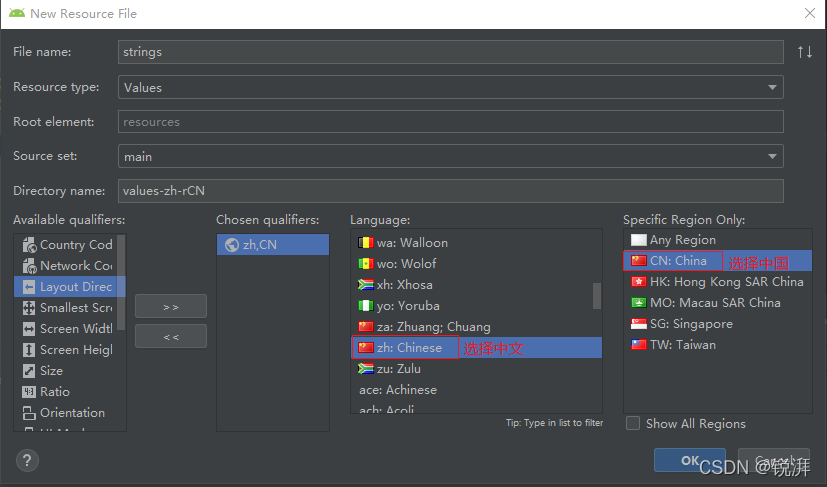 New Resource File
File name: strings
Resource type: Values
Root element: resources
Source set: main
Directory name: values-zh-rCN
Available qualifiers:
Country Cod
Network Co
Layout Direc
Smallest Scre
Screen Width
Screen Heigh
Size
Ratio
Orientation
>>
<<
Chosen qualifiers:
zh,CN
Language:
wa: Walloon
wo: Wolof
xh: Xhosa
yo: Yoruba
za: Zhuang; Chuang
zh: Chinese 选择中文
zu: Zulu
ace: Achinese
ach: Acoli
Tip: Type in list to filter
Specific Region Only:
Any Region
CN: China 选择中国
HK: Hong Kong SAR China
MO: Macau SAR China
SG: Singapore
TW: Taiwan
Show All Regions
?
OK
Cancel
CSDN @锐湃